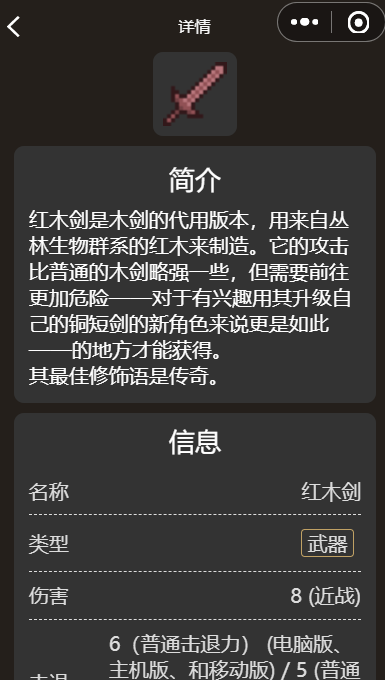 详情
简介
红木剑是木剑的代用版本，用来自丛
林生物群系的红木来制造。它的攻击
比普通的木剑略强一些，但需要前往
更加危险——对于有兴趣用其升级自
己的铜短剑的新角色来说更是如此
——的地方才能获得。
其最佳修饰语是传奇。
信息
名称 红木剑
类型 武器
伤害 8 (近战)
6（普通击退力） (电脑版、
主机版、和移动版) / 5 (普通